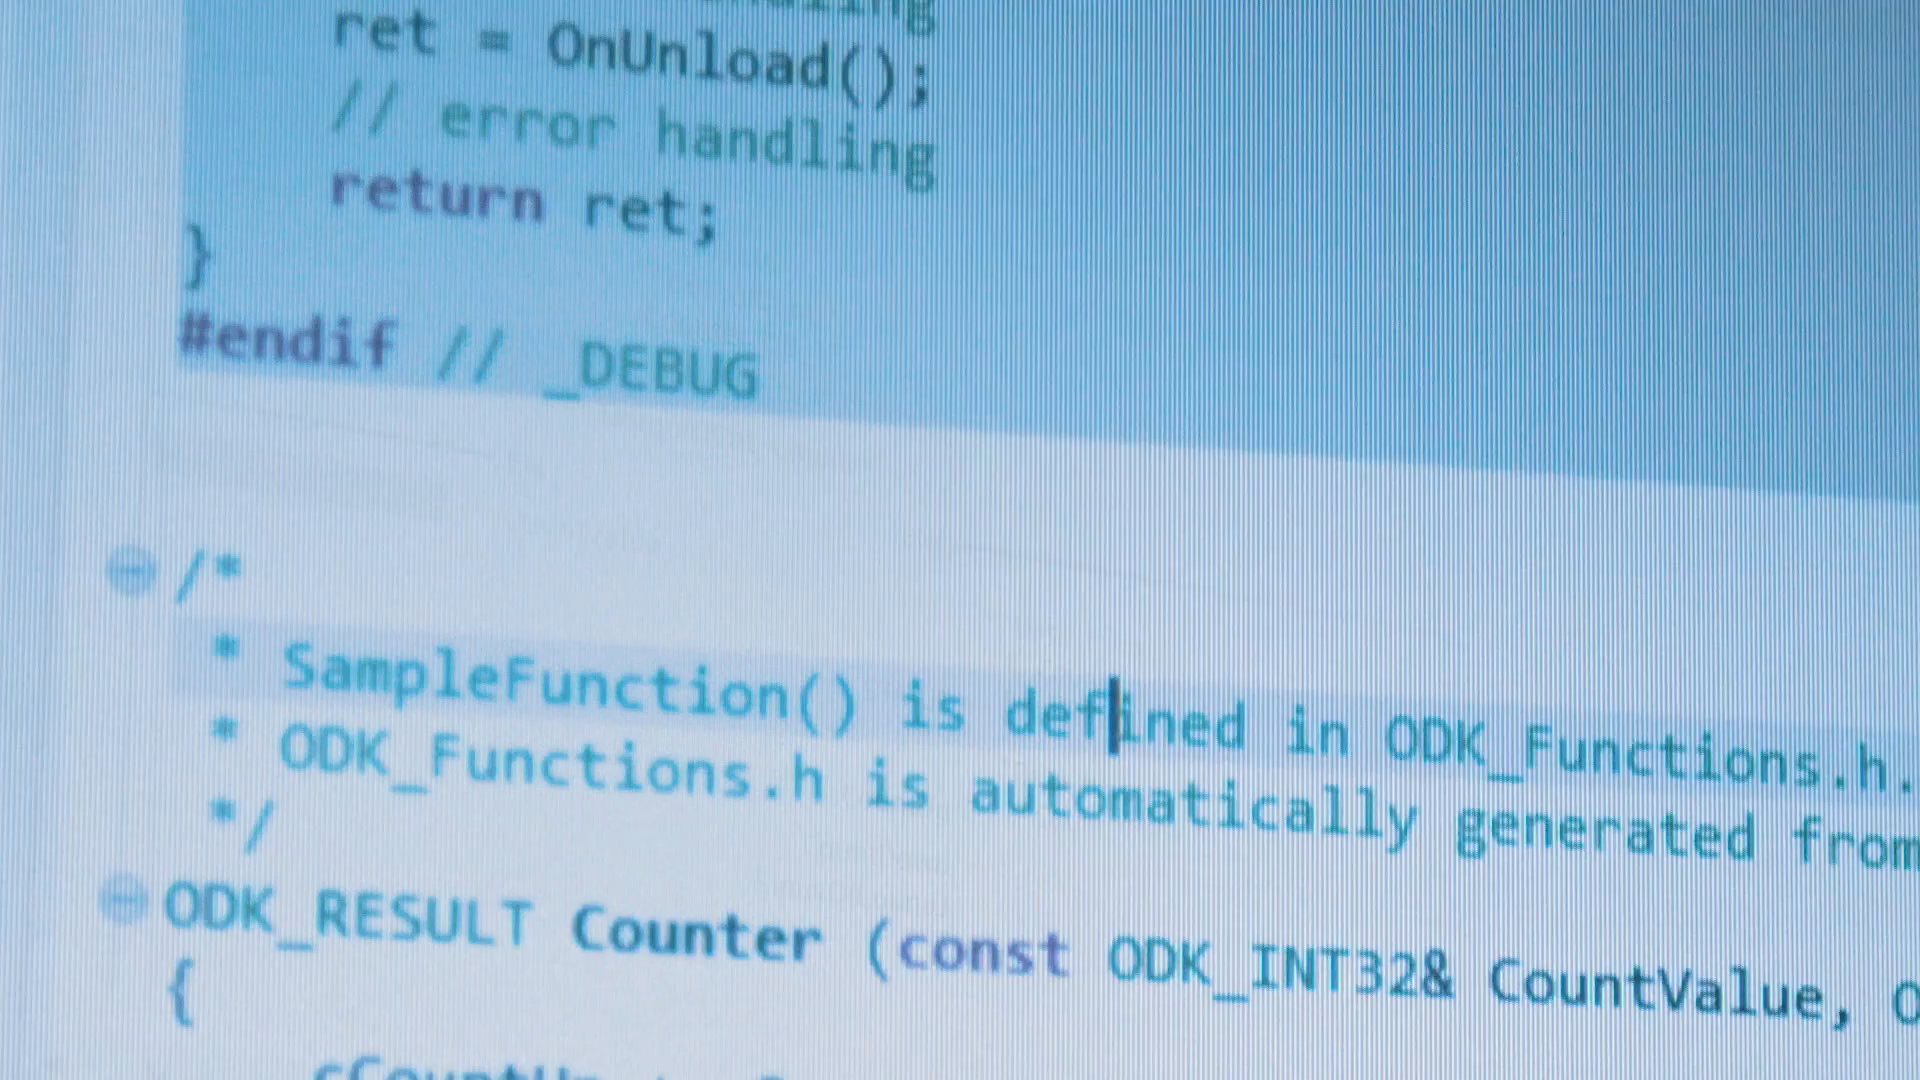 ret = OnUnload();
// error handling
return ret;
}
#endif // _DEBUG
/*
* SampleFunction() is defined in ODK_Functions.h.
* ODK_Functions.h is automatically generated from
*/
ODK_RESULT Counter (const ODK_INT32& CountValue, O
{